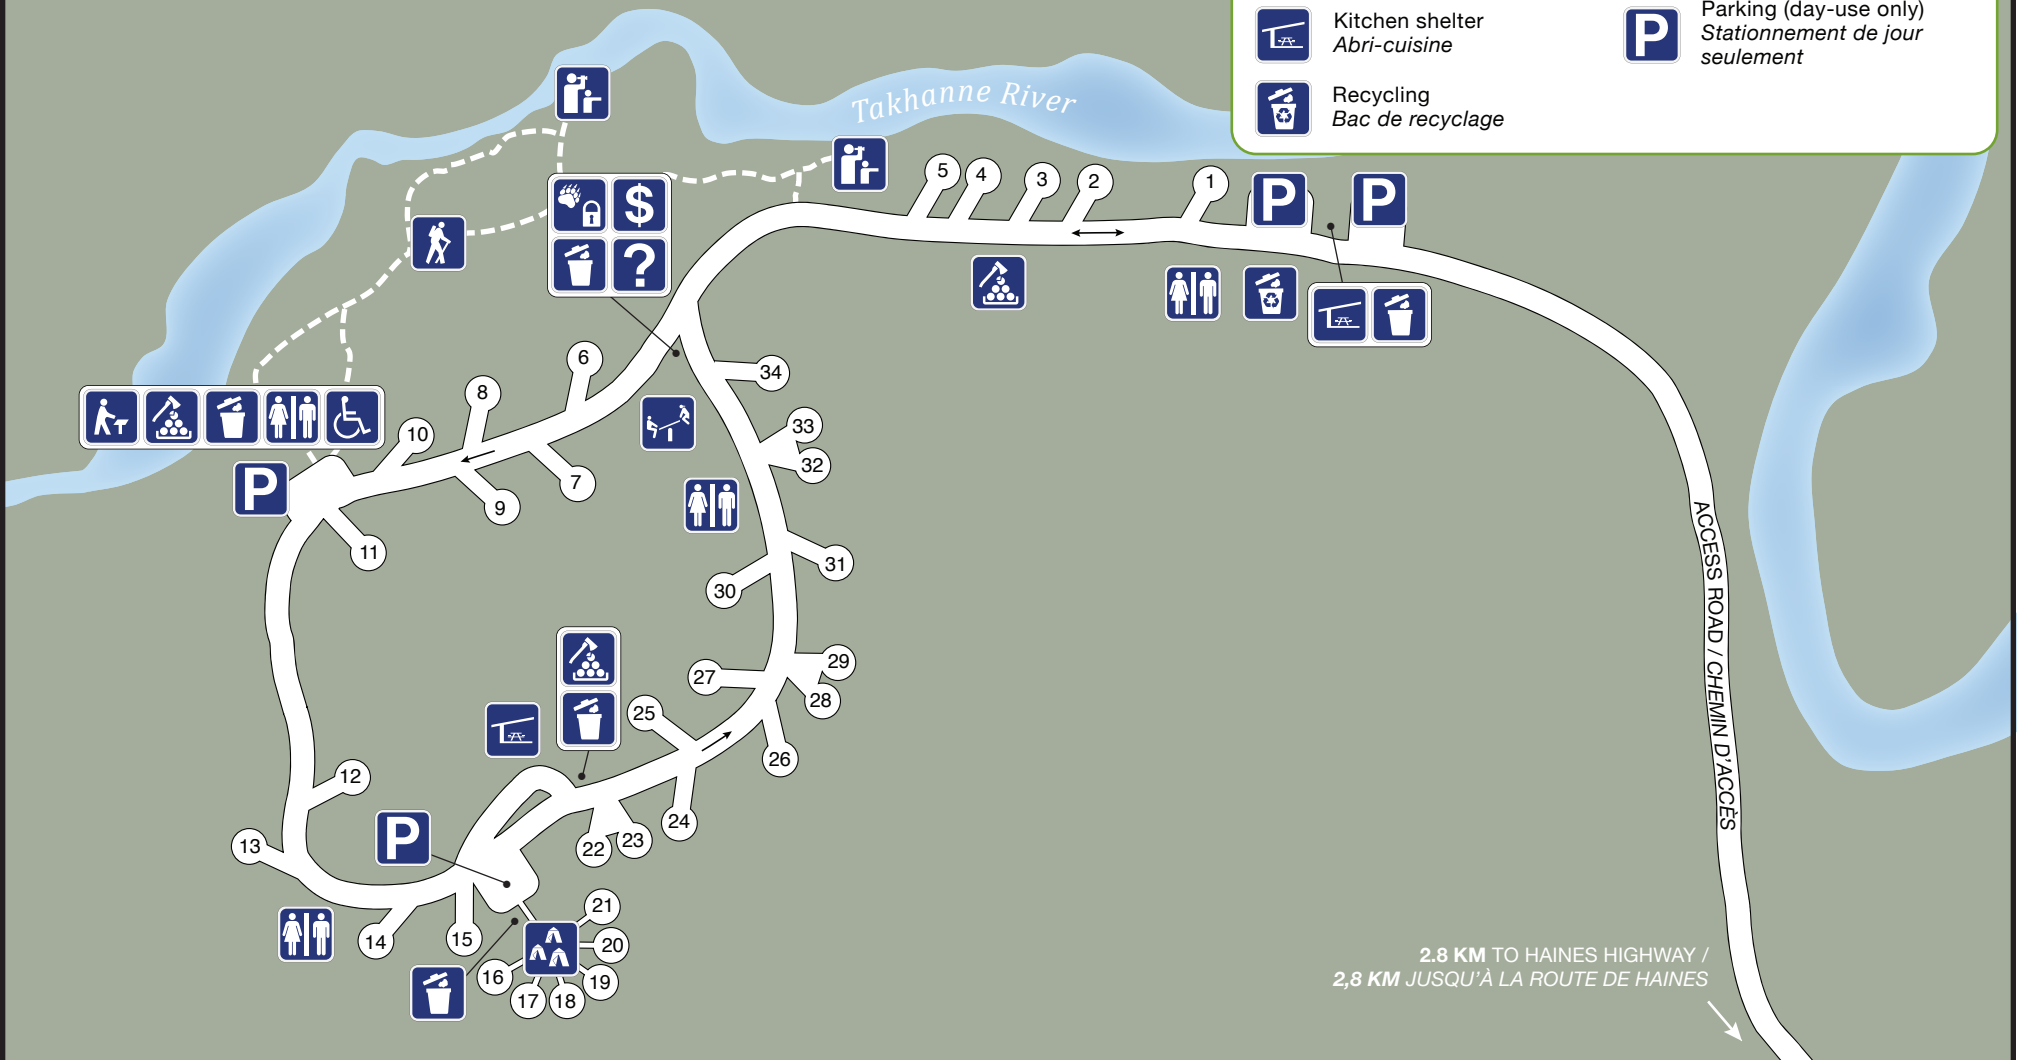 Kitchen shelter
Abri-cuisine
Parking (day-use only)
Stationnement de jour
seulement
P
Recycling
Bac de recyclage
Takhanne River
5
4
3
2
1
P
P
$
?
34
6
8
33
10
32
7
9
P
11
31
30
29
27
28
25
26
12
24
P
23
22
13
21
15
14
20
16
19
17
18
ACCESS ROAD / CHEMIN D'ACCÈS
2.8 KM TO HAINES HIGHWAY /
2,8 KM JUSQU'À LA ROUTE DE HAINES